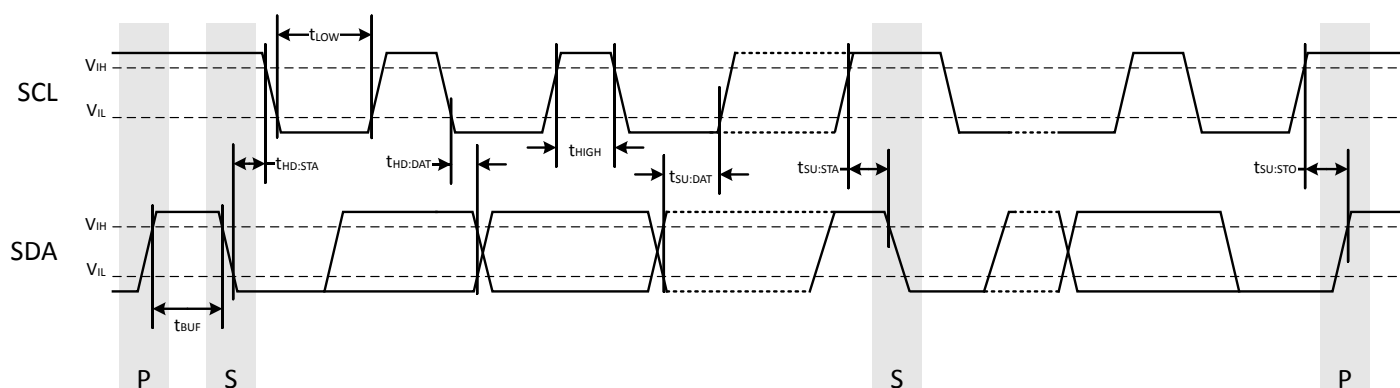 tLOW
VIH
SCL
VIL
tHD:STA
tHD:DAT
tHIGH
tSU:DAT
tSU:STA
tSU:STO
VIH
SDA
VIL
tBUF
P
S
S
P